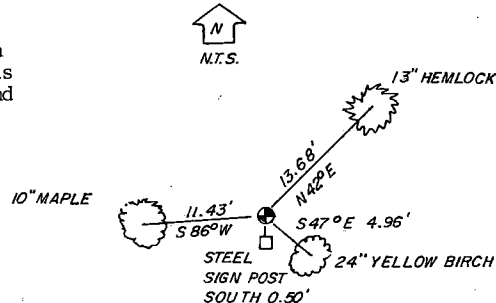 N
N.T.S.
13" HEMLOCK
13.68'
N42°E
10" MAPLE
11.43'
S86°W
S47°E 4.96'
STEEL
SIGN POST
SOUTH 0.50'
24" YELLOW BIRCH